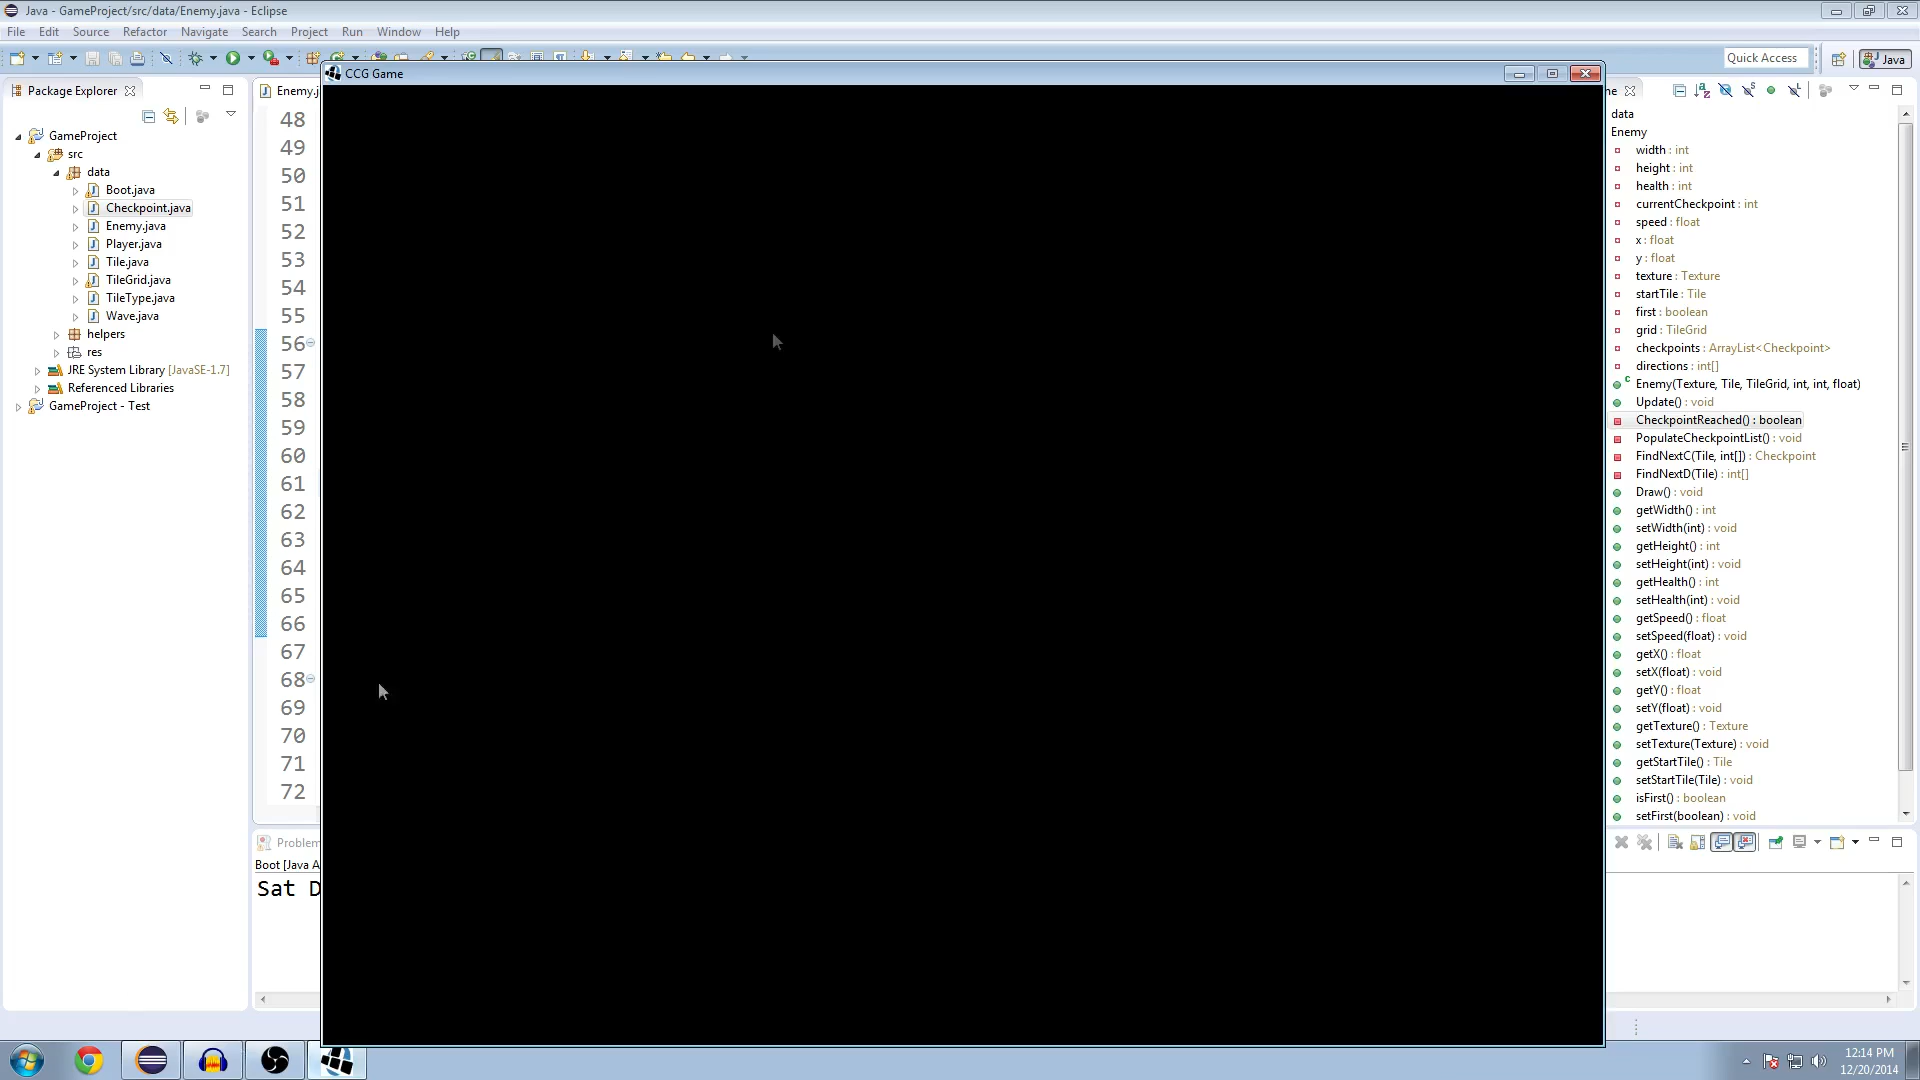 Java - GameProject/src/data/Enemy.java - Eclipse
File Edit Source Refactor Navigate Search Project Run Window Help
Quick Access
Java
CCG Game
Package Explorer
GameProject
src
data
Boot.java
Checkpoint.java
Enemy.java
Player.java
Tile.java
TileGrid.java
TileType.java
Wave.java
helpers
res
JRE System Library [JavaSE-1.7]
Referenced Libraries
GameProject - Test
Enemy.j
48
49
50
51
52
53
54
55
56
57
58
59
60
61
62
63
64
65
66
67
68
69
70
71
72
Problem
Boot [Java A
Sat D
ne
data
Enemy
width : int
height : int
health : int
currentCheckpoint : int
speed : float
x : float
y : float
texture : Texture
startTile : Tile
first : boolean
grid : TileGrid
checkpoints : ArrayList<Checkpoint>
directions : int[]
Enemy(Texture, Tile, TileGrid, int, int, float)
Update() : void
CheckpointReached() : boolean
PopulateCheckpointList() : void
FindNextC(Tile, int[]) : Checkpoint
FindNextD(Tile) : int[]
Draw() : void
getWidth() : int
setWidth(int) : void
getHeight() : int
setHeight(int) : void
getHealth() : int
setHealth(int) : void
getSpeed() : float
setSpeed(float) : void
getX() : float
setX(float) : void
getY() : float
setY(float) : void
getTexture() : Texture
setTexture(Texture) : void
getStartTile() : Tile
setStartTile(Tile) : void
isFirst() : boolean
setFirst(boolean) : void
12:14 PM
12/20/2014